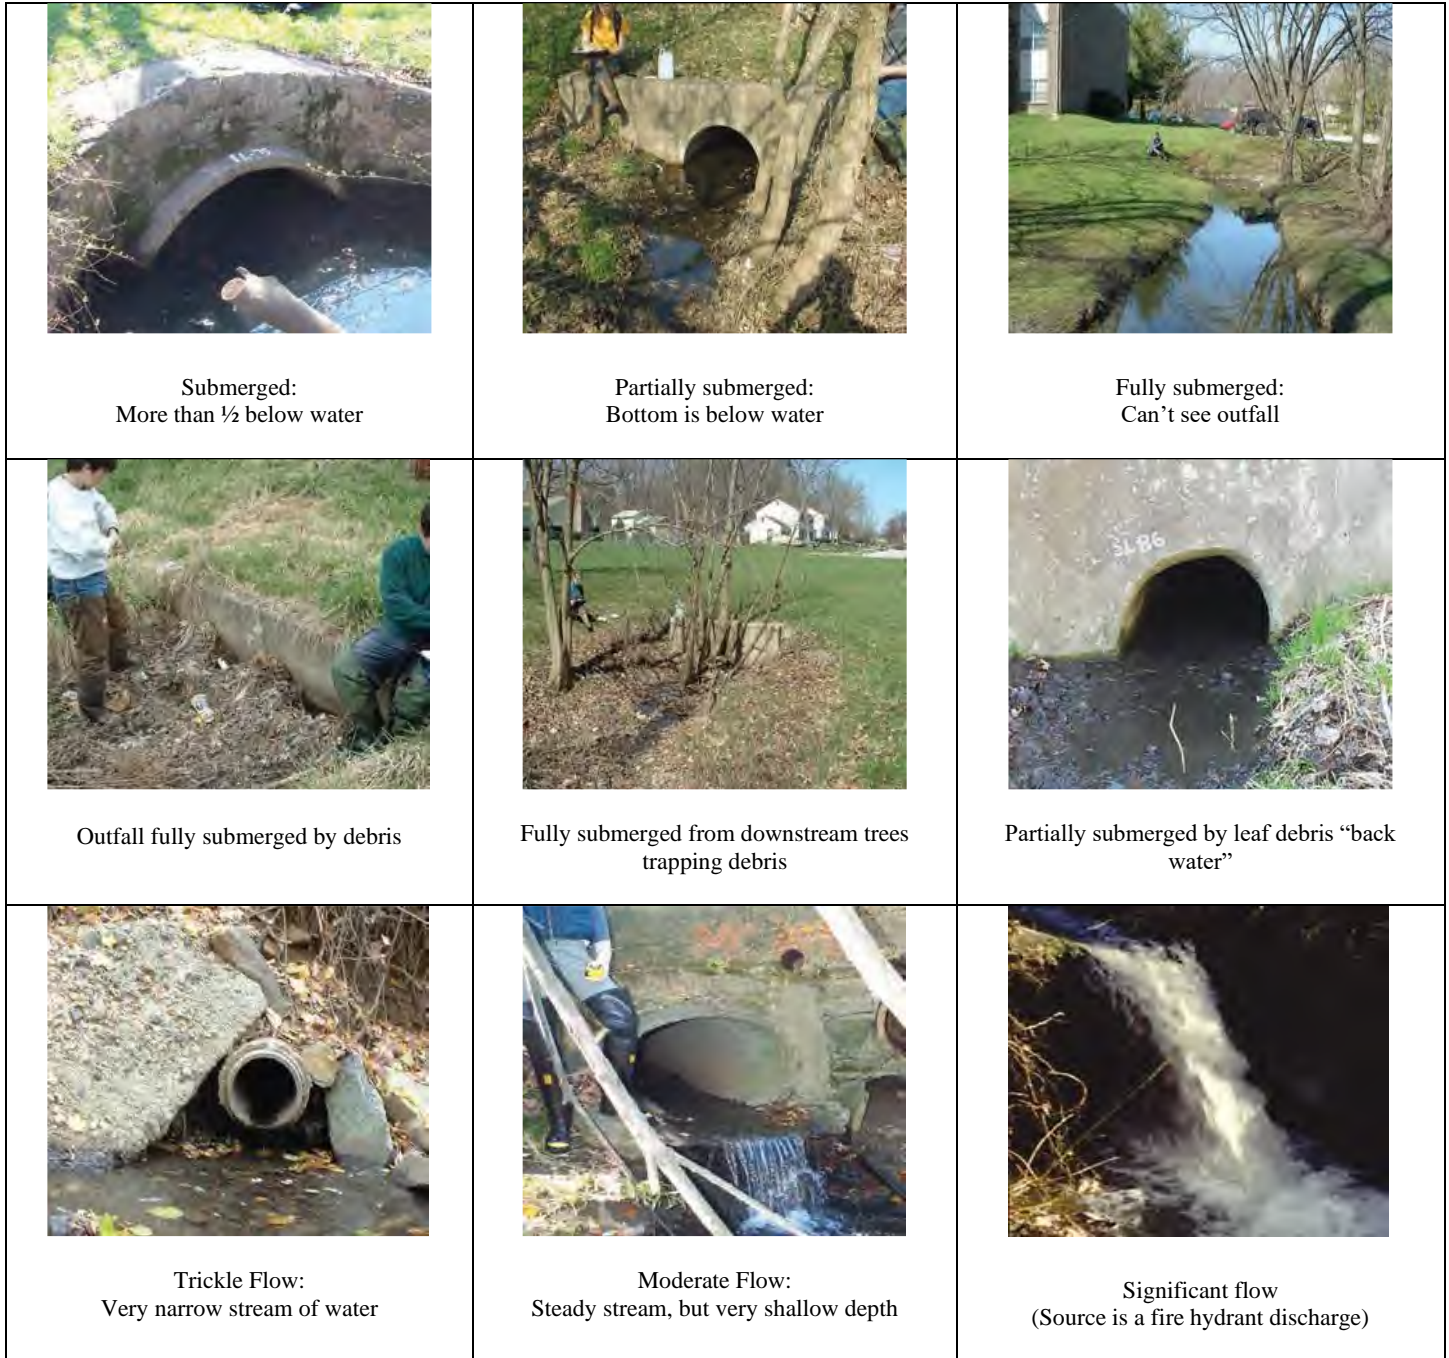 Submerged:
More than ½ below water
Partially submerged:
Bottom is below water
Fully submerged:
Can’t see outfall
SL86
Outfall fully submerged by debris
Fully submerged from downstream trees
trapping debris
Partially submerged by leaf debris “back
water”
Trickle Flow:
Very narrow stream of water
Moderate Flow:
Steady stream, but very shallow depth
Significant flow
(Source is a fire hydrant discharge)